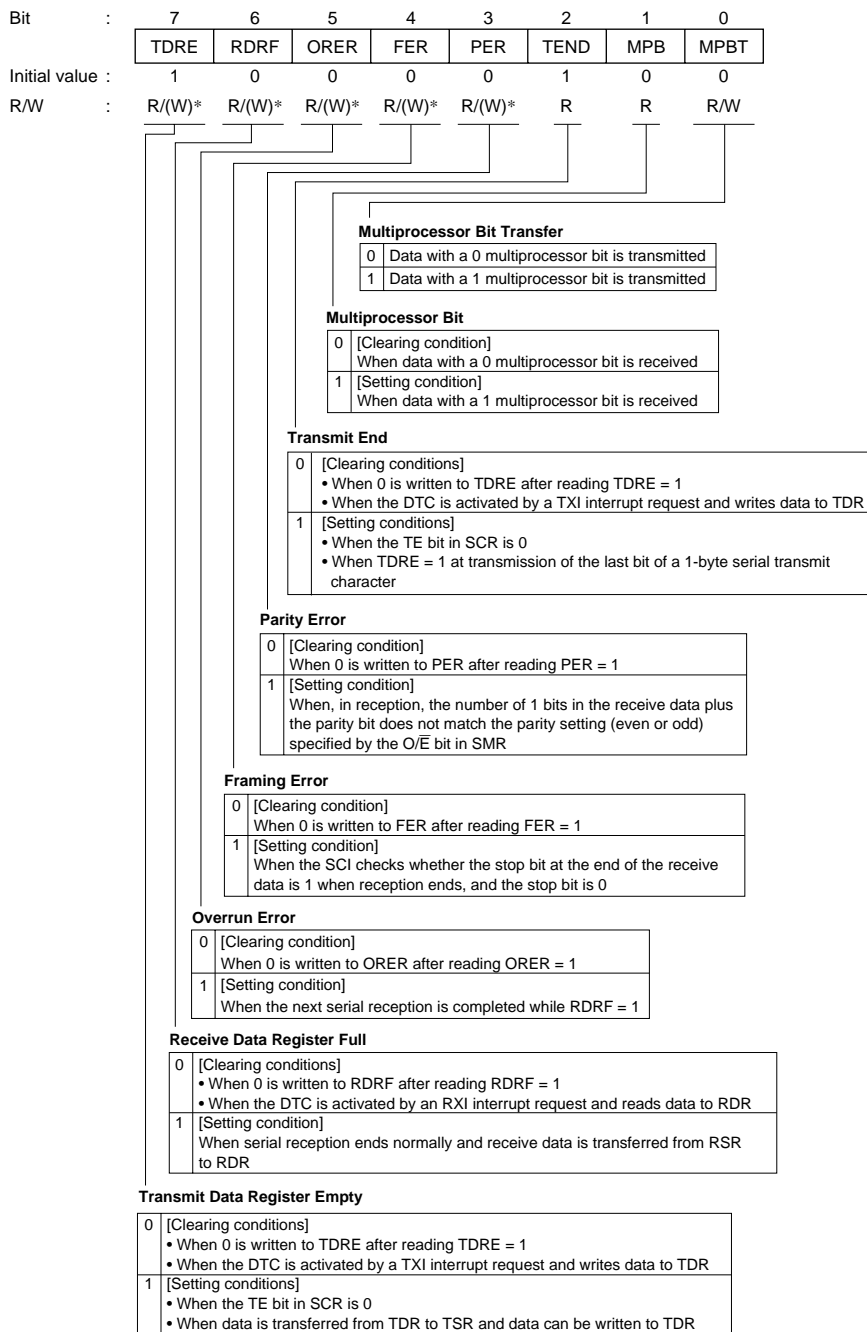 Bit : 7 6 5 4 3 2 1 0
TDRE RDRF ORER FER PER TEND MPB MPBT
Initial value : 1 0 0 0 0 1 0 0
R/W : R/(W)* R/(W)* R/(W)* R/(W)* R/(W)* R R R/W
Multiprocessor Bit Transfer
0 Data with a 0 multiprocessor bit is transmitted
1 Data with a 1 multiprocessor bit is transmitted
Multiprocessor Bit
0 [Clearing condition]
When data with a 0 multiprocessor bit is received
1 [Setting condition]
When data with a 1 multiprocessor bit is received
Transmit End
0 [Clearing conditions]
• When 0 is written to TDRE after reading TDRE = 1
• When the DTC is activated by a TXI interrupt request and writes data to TDR
1 [Setting conditions]
• When the TE bit in SCR is 0
• When TDRE = 1 at transmission of the last bit of a 1-byte serial transmit
character
Parity Error
0 [Clearing condition]
When 0 is written to PER after reading PER = 1
1 [Setting condition]
When, in reception, the number of 1 bits in the receive data plus
the parity bit does not match the parity setting (even or odd)
specified by the O/E̅ bit in SMR
Framing Error
0 [Clearing condition]
When 0 is written to FER after reading FER = 1
1 [Setting condition]
When the SCI checks whether the stop bit at the end of the receive
data is 1 when reception ends, and the stop bit is 0
Overrun Error
0 [Clearing condition]
When 0 is written to ORER after reading ORER = 1
1 [Setting condition]
When the next serial reception is completed while RDRF = 1
Receive Data Register Full
0 [Clearing conditions]
• When 0 is written to RDRF after reading RDRF = 1
• When the DTC is activated by an RXI interrupt request and reads data to RDR
1 [Setting condition]
When serial reception ends normally and receive data is transferred from RSR
to RDR
Transmit Data Register Empty
0 [Clearing conditions]
• When 0 is written to TDRE after reading TDRE = 1
• When the DTC is activated by a TXI interrupt request and writes data to TDR
1 [Setting conditions]
• When the TE bit in SCR is 0
• When data is transferred from TDR to TSR and data can be written to TDR